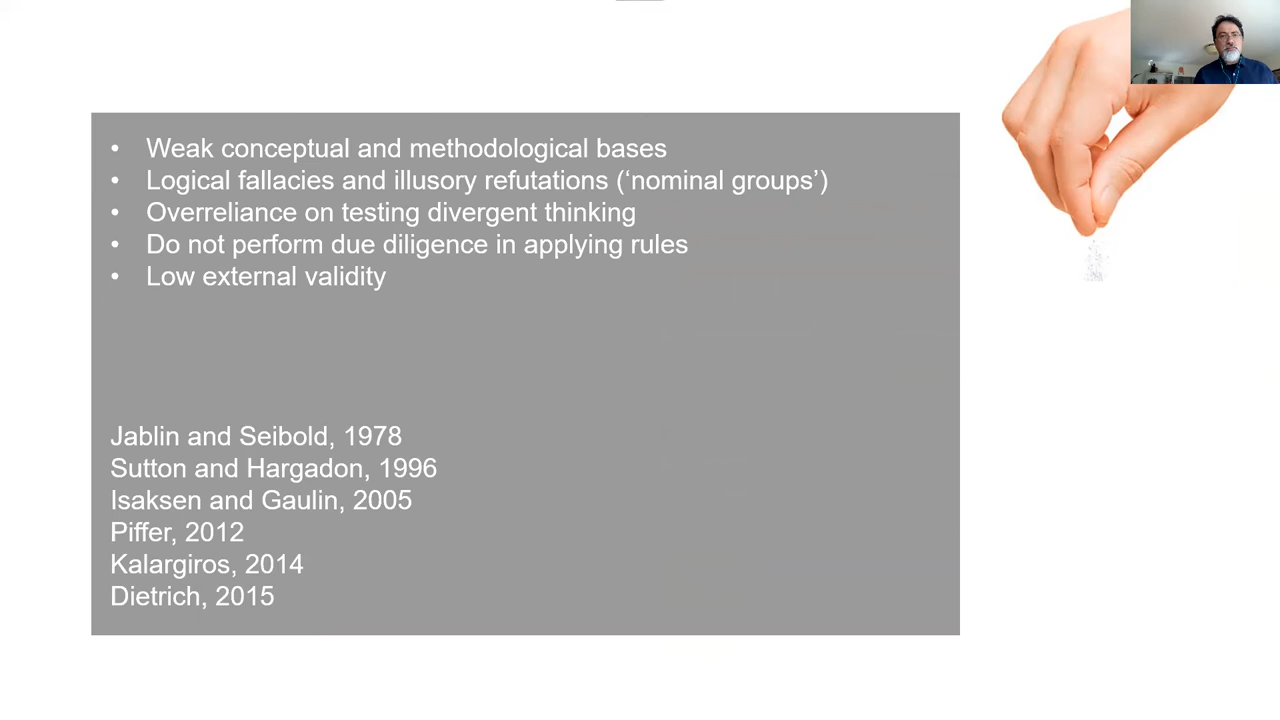 • Weak conceptual and methodological bases
• Logical fallacies and illusory refutations (‘nominal groups’)
• Overreliance on testing divergent thinking
• Do not perform due diligence in applying rules
• Low external validity
Jablin and Seibold, 1978
Sutton and Hargadon, 1996
Isaksen and Gaulin, 2005
Piffer, 2012
Kalargiros, 2014
Dietrich, 2015